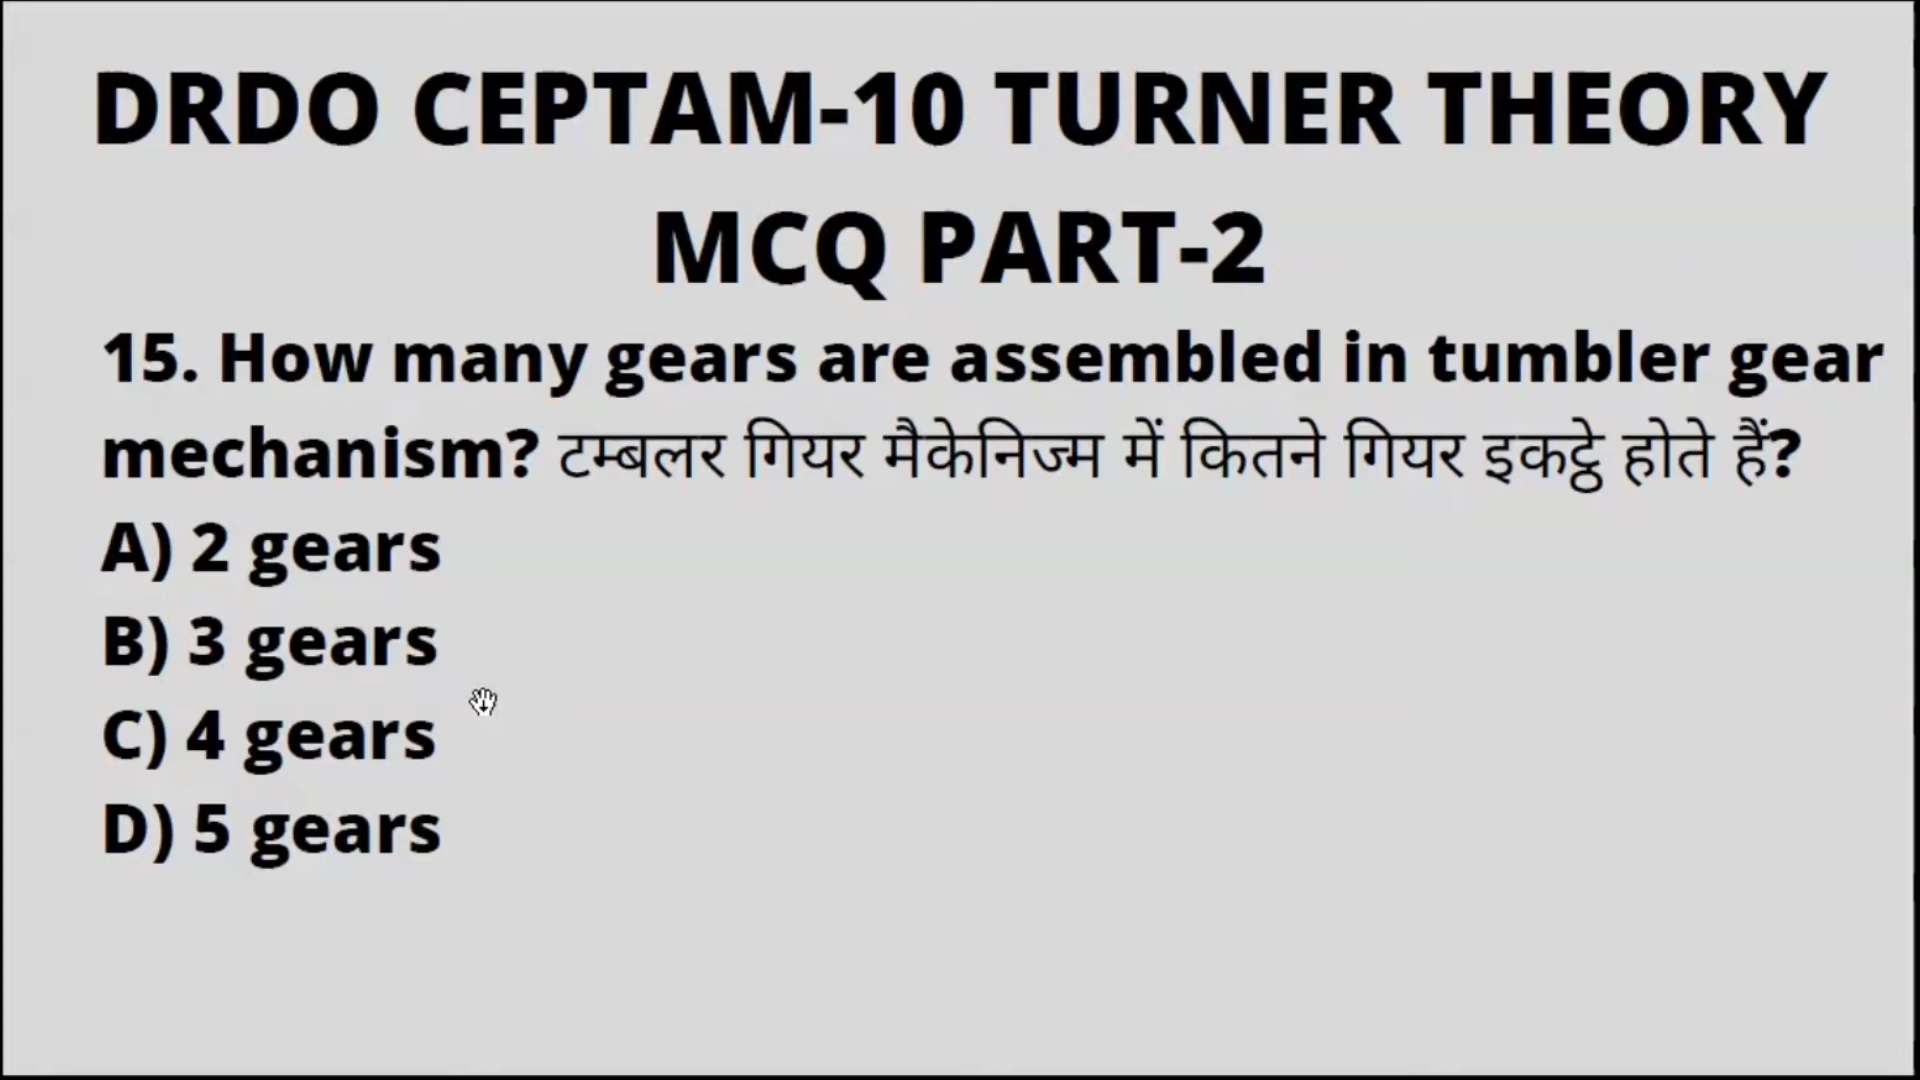 DRDO CEPTAM-10 TURNER THEORY
MCQ PART-2
15. How many gears are assembled in tumbler gear
mechanism? टम्बलर गियर मैकेनिज्म में कितने गियर इकट्ठे होते हैं?
A) 2 gears
B) 3 gears
C) 4 gears
D) 5 gears